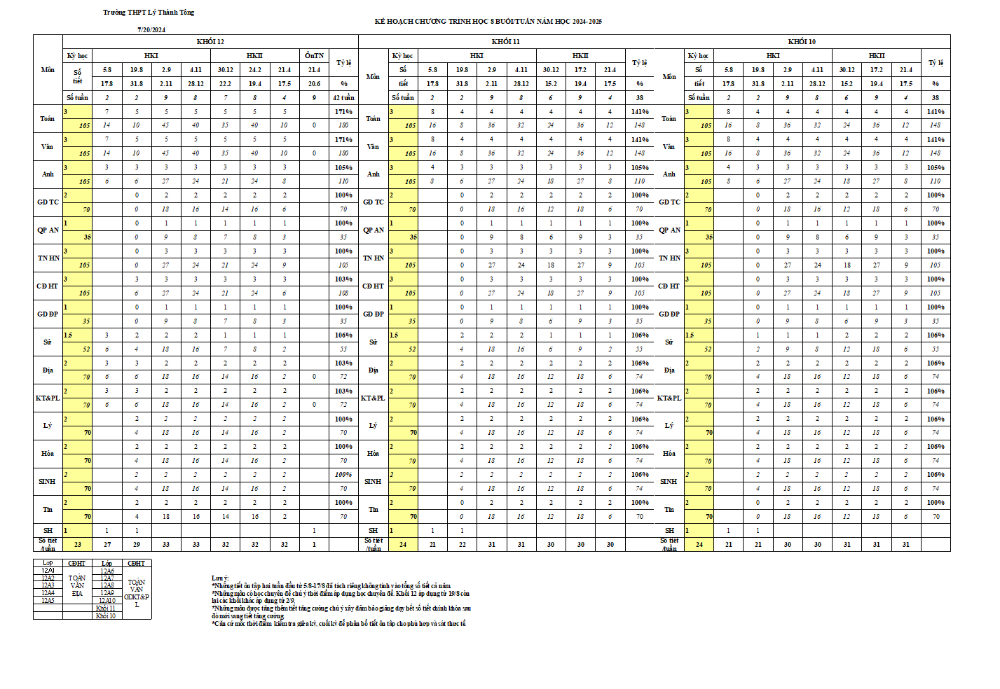 Trường THPT Lý Thánh Tông
KẾ HOẠCH CHƯƠNG TRÌNH HỌC 8 BUỔI/TUẦN NĂM HỌC 2024-2025
7/20/2024
Môn KHỐI 12 KHỐI 11 KHỐI 10
Kỳ học HKI HKII ÔnTN Tỷ lệ Môn Kỳ học HKI HKII Tỷ lệ Môn Kỳ học HKI HKII Tỷ lệ
Số tiết 5.8 19.8 2.9 4.11 30.12 24.2 21.4 21.4 Số 5.8 19.8 2.9 4.11 30.12 17.2 21.4 Số 5.8 19.8 2.9 4.11 30.12 17.2 21.4
17.8 31.8 2.11 28.12 22.2 19.4 17.5 20.6 % tiết 17.8 31.8 2.11 28.12 15.2 19.4 17.5 % tiết 17.8 31.8 2.11 28.12 15.2 19.4 17.5 %
Số tuần 2 2 9 8 7 8 4 9 42 tuần Số tuần 2 2 9 8 6 9 4 38 Số tuần 2 2 9 8 6 9 4 38
Toán 3 7 5 5 5 5 5 5 171% Toán 3 8 4 4 4 4 4 4 141% Toán 3 8 4 4 4 4 4 4 141%
105 14 10 45 40 35 40 10 0 180 105 16 8 36 32 24 36 12 148 105 16 8 36 32 24 36 12 148
Văn 3 7 5 5 5 5 5 5 171% Văn 3 8 4 4 4 4 4 4 141% Văn 3 8 4 4 4 4 4 4 141%
105 14 10 45 40 35 40 10 0 180 105 16 8 36 32 24 36 12 148 105 16 8 36 32 24 36 12 148
Anh 3 3 3 3 3 3 3 3 105% Anh 3 4 3 3 3 3 3 3 105% Anh 3 4 3 3 3 3 3 3 105%
105 6 6 27 24 21 24 8 110 105 8 6 27 24 18 27 8 110 105 8 6 27 24 18 27 8 110
GD TC 2 0 2 2 2 2 2 100% GD TC 2 0 2 2 2 2 2 100% GD TC 2 0 2 2 2 2 2 100%
70 0 18 16 14 16 6 70 70 0 18 16 12 18 6 70 70 0 18 16 12 18 6 70
QP AN 1 0 1 1 1 1 1 100% QP AN 1 0 1 1 1 1 1 100% QP AN 1 0 1 1 1 1 1 100%
35 0 9 8 7 8 3 35 35 0 9 8 6 9 3 35 35 0 9 8 6 9 3 35
TN HN 3 0 3 3 3 3 3 100% TN HN 3 0 3 3 3 3 3 100% TN HN 3 0 3 3 3 3 3 100%
105 0 27 24 21 24 9 105 105 0 27 24 18 27 9 105 105 0 27 24 18 27 9 105
CĐ HT 3 3 3 3 3 3 3 103% CĐ HT 3 0 3 3 3 3 3 100% CĐ HT 3 0 3 3 3 3 3 100%
105 6 27 24 21 24 6 108 105 0 27 24 18 27 9 105 105 0 27 24 18 27 9 105
GD ĐP 1 0 1 1 1 1 1 100% GD ĐP 1 0 1 1 1 1 1 100% GD ĐP 1 0 1 1 1 1 1 100%
35 0 9 8 7 8 3 35 35 0 9 8 6 9 3 35 35 0 9 8 6 9 3 35
Sử 1.5 3 2 2 2 1 1 1 106% Sử 1.5 2 2 2 1 1 1 106% Sử 1.5 1 1 1 2 2 2 106%
52 6 4 18 16 7 8 2 55 52 4 18 16 6 9 2 55 52 2 9 8 12 18 6 55
Địa 2 3 3 2 2 2 2 2 103% Địa 2 2 2 2 2 2 2 106% Địa 2 2 2 2 2 2 2 106%
70 6 6 18 16 14 16 2 0 72 70 4 18 16 12 18 6 74 70 4 18 16 12 18 6 74
KT&PL 2 3 3 2 2 2 2 2 103% KT&PL 2 2 2 2 2 2 2 106% KT&PL 2 2 2 2 2 2 2 106%
70 6 6 18 16 14 16 2 0 72 70 4 18 16 12 18 6 74 70 4 18 16 12 18 6 74
Lý 2 2 2 2 2 2 2 100% Lý 2 2 2 2 2 2 2 106% Lý 2 2 2 2 2 2 2 106%
70 4 18 16 14 16 2 70 70 4 18 16 12 18 6 74 70 4 18 16 12 18 6 74
Hóa 2 2 2 2 2 2 2 100% Hóa 2 2 2 2 2 2 2 106% Hóa 2 2 2 2 2 2 2 106%
70 4 18 16 14 16 2 70 70 4 18 16 12 18 6 74 70 4 18 16 12 18 6 74
SINH 2 2 2 2 2 2 2 100% SINH 2 2 2 2 2 2 2 106% SINH 2 2 2 2 2 2 2 106%
70 4 18 16 14 16 2 70 70 4 18 16 12 18 6 74 70 4 18 16 12 18 6 74
Tin 2 2 2 2 2 2 2 100% Tin 2 0 2 2 2 2 2 100% Tin 2 0 2 2 2 2 2 100%
70 4 18 16 14 16 2 70 70 0 18 16 12 18 6 70 70 0 18 16 12 18 6 70
SH 1 1 1 1 SH 1 1 1 SH 1 1 1
Số tiết /tuần 23 27 29 33 33 32 32 32 1 Số tiết /tuần 24 21 22 31 31 30 30 30 Số tiết /tuần 24 21 21 30 30 31 31 31
Lớp CĐHT Lớp CĐHT
12A1 TOÁN VĂN ĐỊA 12A6 TOÁN VĂN GDKT&PL
12A2 12A7
12A3 12A8
12A4 12A9
12A5 12A10
Khối 11
Khối 10
Lưu ý:
*Những tiết ôn tập hai tuần đầu từ 5/8-17/8 đã tách riêng không tính vào tổng số tiết cả năm.
*Những môn có học chuyên đề chú ý thời điểm áp dụng học chuyên đề. Khối 12 áp dụng từ 19/8 còn
lại các khối khác áp dụng từ 2/9.
*Những môn được tăng thêm tiết tăng cường chú ý xây đảm bảo giảng dạy hết số tiết chính khóa sau
đó mới sang tiết tăng cường.
*Căn cứ mốc thời điểm kiểm tra giữa kỳ, cuối kỳ để phân bổ tiết ôn tập cho phù hợp và sát thực tế.